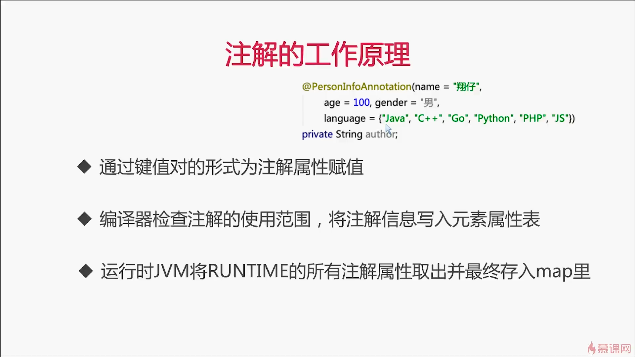 注解的工作原理
@PersonInfoAnnotation(name = "翔仔",
age = 100, gender = "男",
language = {"Java", "C++", "Go", "Python", "PHP", "JS"})
private String author;
◆ 通过键值对的形式为注解属性赋值
◆ 编译器检查注解的使用范围，将注解信息写入元素属性表
◆ 运行时JVM将RUNTIME的所有注解属性取出并最终存入map里
慕课网